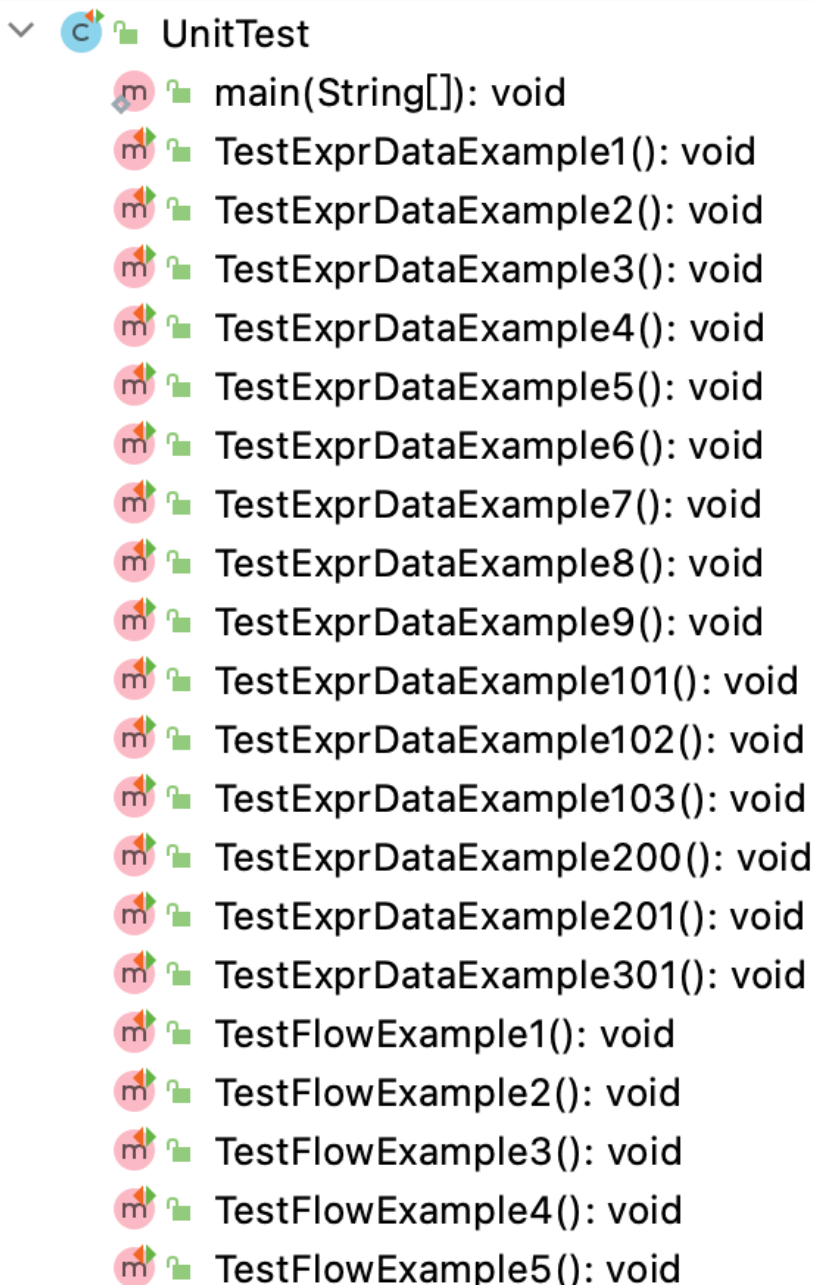 UnitTest
main(String[]): void
TestExprDataExample1(): void
TestExprDataExample2(): void
TestExprDataExample3(): void
TestExprDataExample4(): void
TestExprDataExample5(): void
TestExprDataExample6(): void
TestExprDataExample7(): void
TestExprDataExample8(): void
TestExprDataExample9(): void
TestExprDataExample101(): void
TestExprDataExample102(): void
TestExprDataExample103(): void
TestExprDataExample200(): void
TestExprDataExample201(): void
TestExprDataExample301(): void
TestFlowExample1(): void
TestFlowExample2(): void
TestFlowExample3(): void
TestFlowExample4(): void
TestFlowExample5(): void